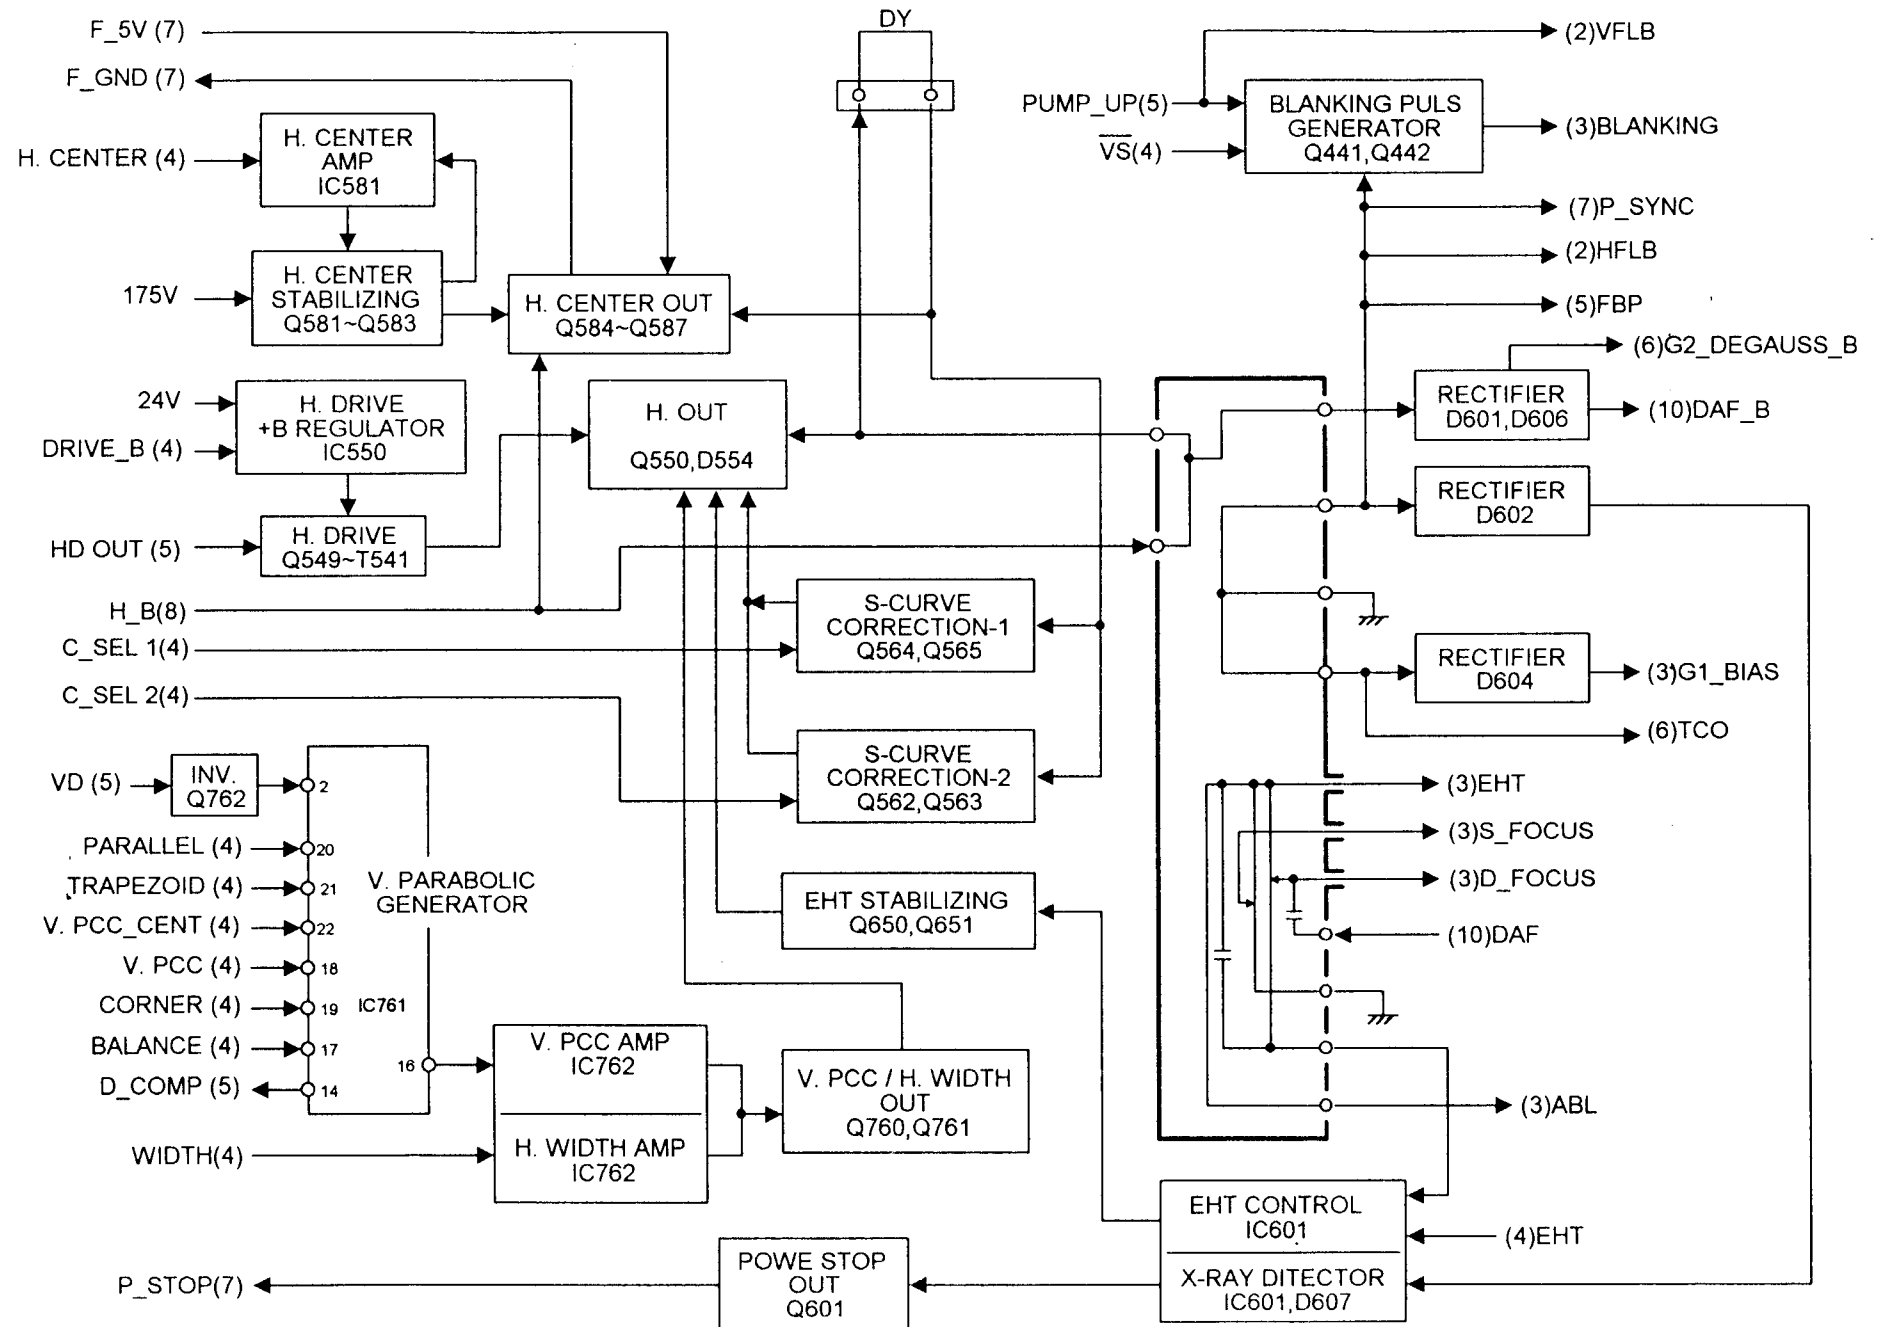 F_5V (7)
F_GND (7)
H. CENTER (4)
H. CENTER
AMP
IC581
175V
H. CENTER
STABILIZING
Q581~Q583
H. CENTER OUT
Q584~Q587
DY
24V
DRIVE_B (4)
H. DRIVE
+B REGULATOR
IC550
HD OUT (5)
H. DRIVE
Q549~T541
H. OUT
Q550,D554
H_B(8)
C_SEL 1(4)
C_SEL 2(4)
S-CURVE
CORRECTION-1
Q564,Q565
S-CURVE
CORRECTION-2
Q562,Q563
VD (5)
INV.
Q762
2
PARALLEL (4)
20
TRAPEZOID (4)
21
V. PCC_CENT (4)
22
V. PCC (4)
18
CORNER (4)
19
BALANCE (4)
17
D_COMP (5)
14
V. PARABOLIC
GENERATOR
IC761
16
EHT STABILIZING
Q650,Q651
V. PCC AMP
IC762
H. WIDTH AMP
IC762
WIDTH(4)
V. PCC / H. WIDTH
OUT
Q760,Q761
P_STOP(7)
POWE STOP
OUT
Q601
EHT CONTROL
IC601
X-RAY DITECTOR
IC601,D607
(4)EHT
PUMP_UP(5)
VS(4)
BLANKING PULS
GENERATOR
Q441,Q442
(2)VFLB
(3)BLANKING
(7)P_SYNC
(2)HFLB
(5)FBP
(6)G2_DEGAUSS_B
RECTIFIER
D601,D606
(10)DAF_B
RECTIFIER
D602
RECTIFIER
D604
(3)G1_BIAS
(6)TCO
(3)EHT
(3)S_FOCUS
(3)D_FOCUS
(10)DAF
(3)ABL